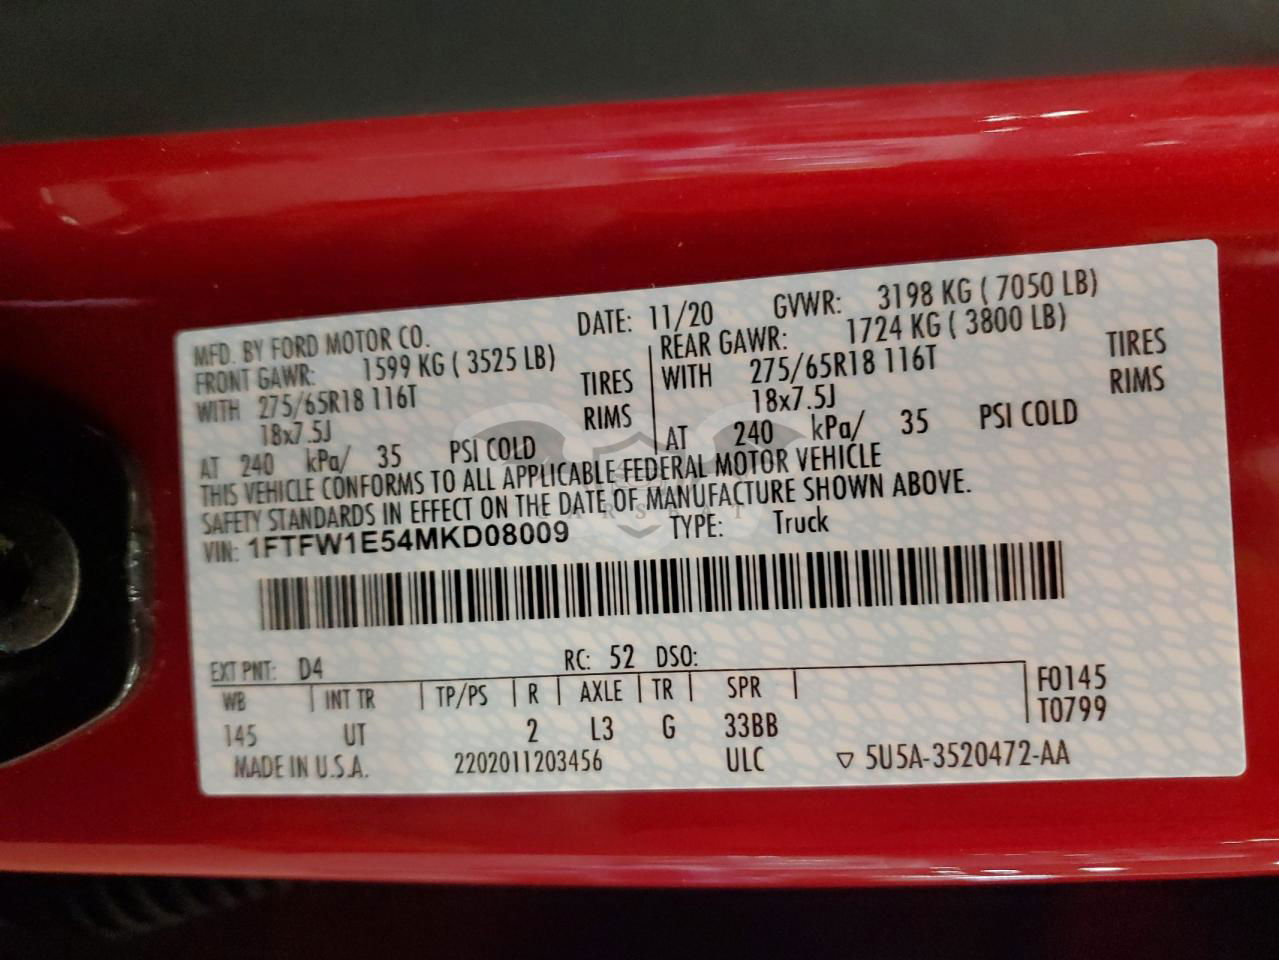 MFD. BY FORD MOTOR CO. DATE: 11/20 GVWR: 3198 KG ( 7050 LB)
FRONT GAWR: 1599 KG ( 3525 LB) REAR GAWR: 1724 KG ( 3800 LB)
WITH 275/65R18 116T TIRES WITH 275/65R18 116T TIRES
18x7.5J RIMS 18x7.5J RIMS
AT 240 kPa/ 35 PSI COLD AT 240 kPa/ 35 PSI COLD
THIS VEHICLE CONFORMS TO ALL APPLICABLE FEDERAL MOTOR VEHICLE
SAFETY STANDARDS IN EFFECT ON THE DATE OF MANUFACTURE SHOWN ABOVE.
ARSBAT
VIN: 1FTFW1E54MKD08009 TYPE: Truck
EXT PNT: D4 RC: 52 DSO:
WB INT TR TP/PS R AXLE TR SPR F0145
145 UT 2 L3 G 33BB T0799
MADE IN U.S.A. 2202011203456 ULC ▽ 5U5A-3520472-AA